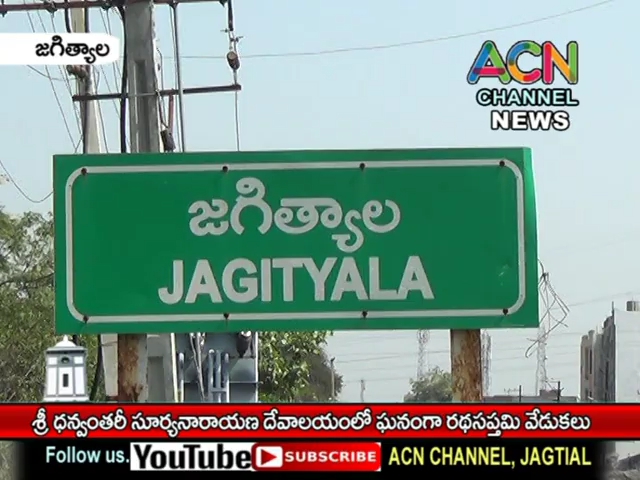 జగిత్యాల
ACN
CHANNEL
NEWS
జగిత్యాల
JAGITYALA
శ్రీ ధన్వంతరీ సూర్యనారాయణ దేవాలయంలో ఘనంగా రథసప్తమి వేడుకలు
Follow us. YouTube SUBSCRIBE ACN CHANNEL, JAGTIAL